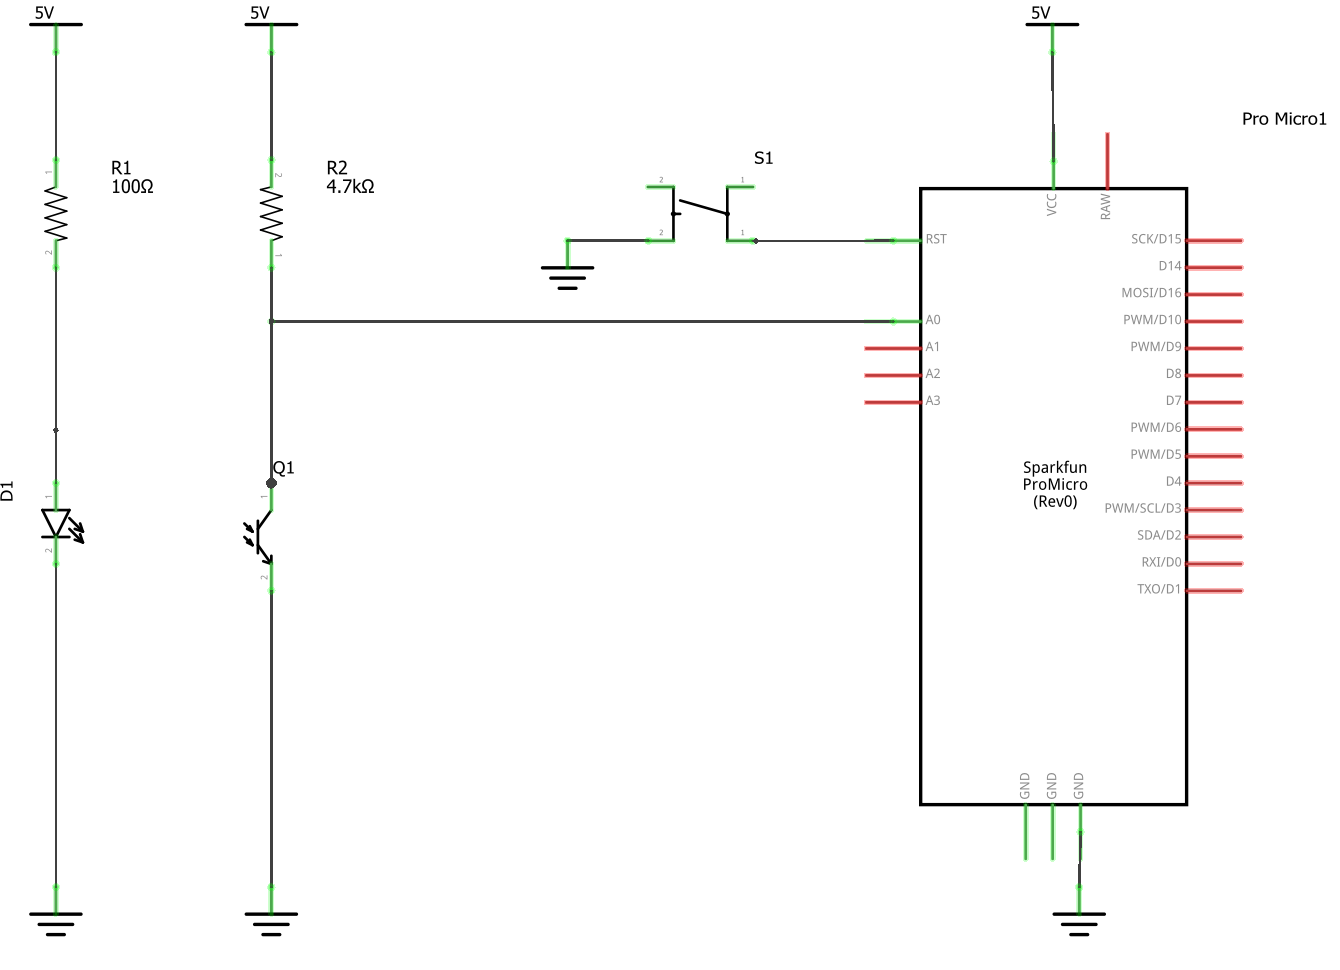 5V
5V
5V
Pro Micro1
S1
R1
100Ω
R2
4.7kΩ
1
2
2
1
2
1
2
1
VCC
RAW
RST
A0
A1
A2
A3
SCK/D15
D14
MOSI/D16
PWM/D10
PWM/D9
D8
D7
PWM/D6
PWM/D5
D4
PWM/SCL/D3
SDA/D2
RXI/D0
TXO/D1
Sparkfun
ProMicro
(Rev0)
D1
1
2
Q1
1
2
GND
GND
GND